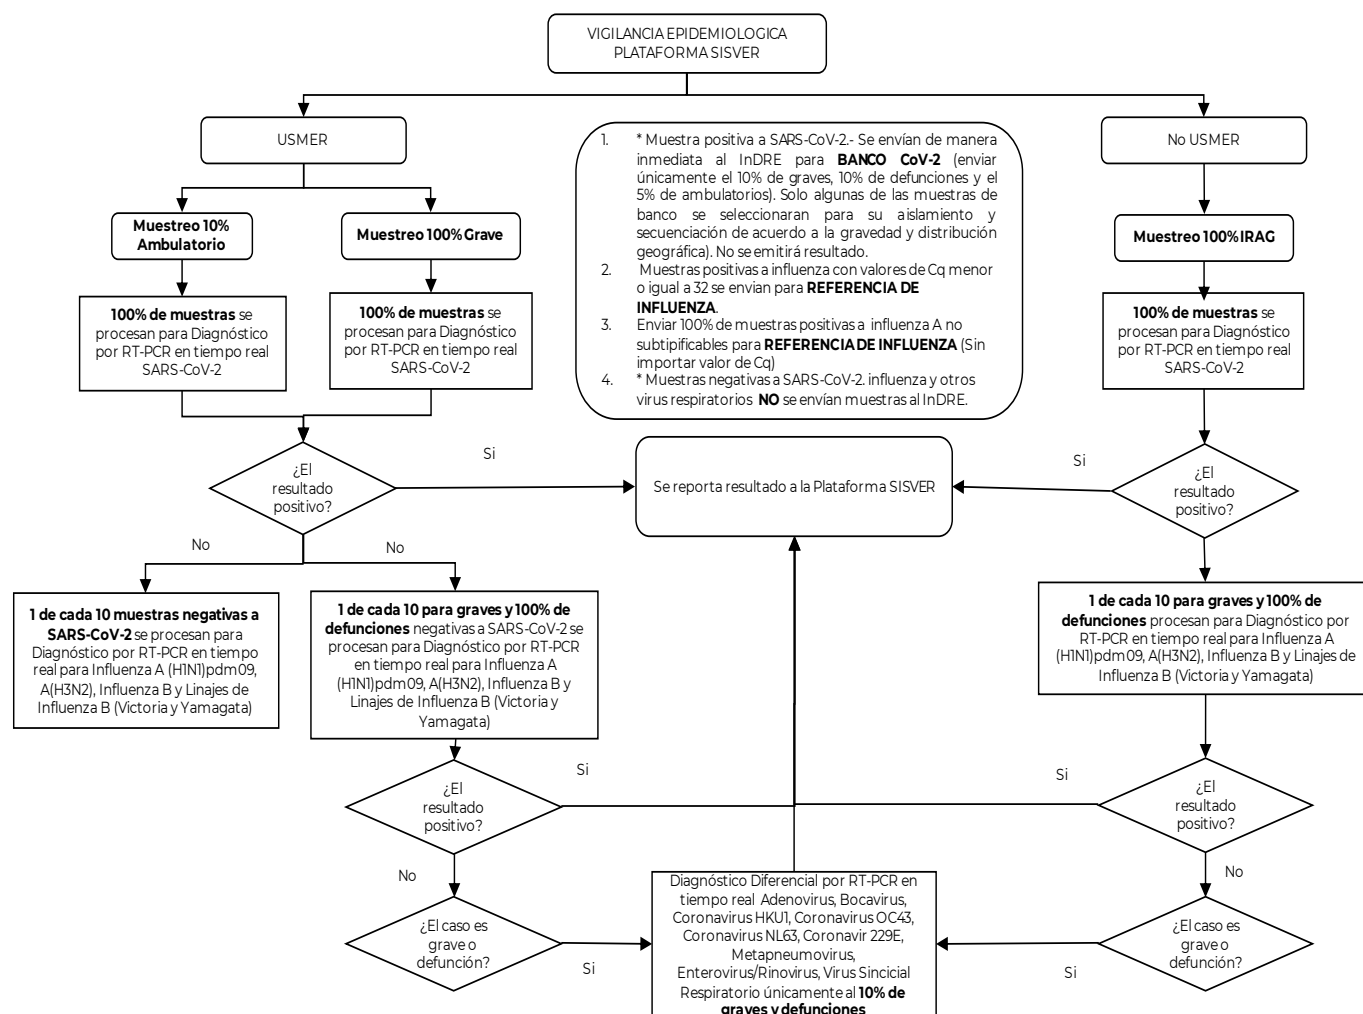 VIGILANCIA EPIDEMIOLOGICA
PLATAFORMA SISVER
USMER
No USMER
1. * Muestra positiva a SARS-CoV-2.- Se envían de manera
inmediata al InDRE para BANCO CoV-2 (enviar
únicamente el 10% de graves, 10% de defunciones y el
5% de ambulatorios). Solo algunas de las muestras de
banco se seleccionaran para su aislamiento y
secuenciación de acuerdo a la gravedad y distribución
geográfica). No se emitirá resultado.
2. Muestras positivas a influenza con valores de Cq menor
o igual a 32 se envian para REFERENCIA DE
INFLUENZA.
3. Enviar 100% de muestras positivas a influenza A no
subtipificables para REFERENCIA DE INFLUENZA (Sin
importar valor de Cq)
4. * Muestras negativas a SARS-CoV-2. influenza y otros
virus respiratorios NO se envían muestras al InDRE.
Muestreo 10%
Ambulatorio
Muestreo 100% Grave
Muestreo 100% IRAG
100% de muestras se
procesan para Diagnóstico
por RT-PCR en tiempo real
SARS-CoV-2
100% de muestras se
procesan para Diagnóstico
por RT-PCR en tiempo real
SARS-CoV-2
100% de muestras se
procesan para Diagnóstico
por RT-PCR en tiempo real
SARS-CoV-2
¿El
resultado
positivo?
Si
Se reporta resultado a la Plataforma SISVER
Si
¿El
resultado
positivo?
No
No
1 de cada 10 muestras negativas a
SARS-CoV-2 se procesan para
Diagnóstico por RT-PCR en tiempo
real para Influenza A (H1N1)pdm09,
A(H3N2), Influenza B y Linajes de
Influenza B (Victoria y Yamagata)
1 de cada 10 para graves y 100% de
defunciones negativas a SARS-CoV-2 se
procesan para Diagnóstico por RT-PCR
en tiempo real para Influenza A
(H1N1)pdm09, A(H3N2), Influenza B y
Linajes de Influenza B (Victoria y
Yamagata)
1 de cada 10 para graves y 100% de
defunciones procesan para Diagnóstico por
RT-PCR en tiempo real para Influenza A
(H1N1)pdm09, A(H3N2), Influenza B y Linajes de
Influenza B (Victoria y Yamagata)
¿El
resultado
positivo?
Si
Si
¿El
resultado
positivo?
No
No
¿El caso es
grave o
defunción?
Si
Diagnóstico Diferencial por RT-PCR en
tiempo real Adenovirus, Bocavirus,
Coronavirus HKU1, Coronavirus OC43,
Coronavirus NL63, Coronavir 229E,
Metapneumovirus,
Enterovirus/Rinovirus, Virus Sincicial
Respiratorio únicamente al 10% de
graves y defunciones
Si
¿El caso es
grave o
defunción?